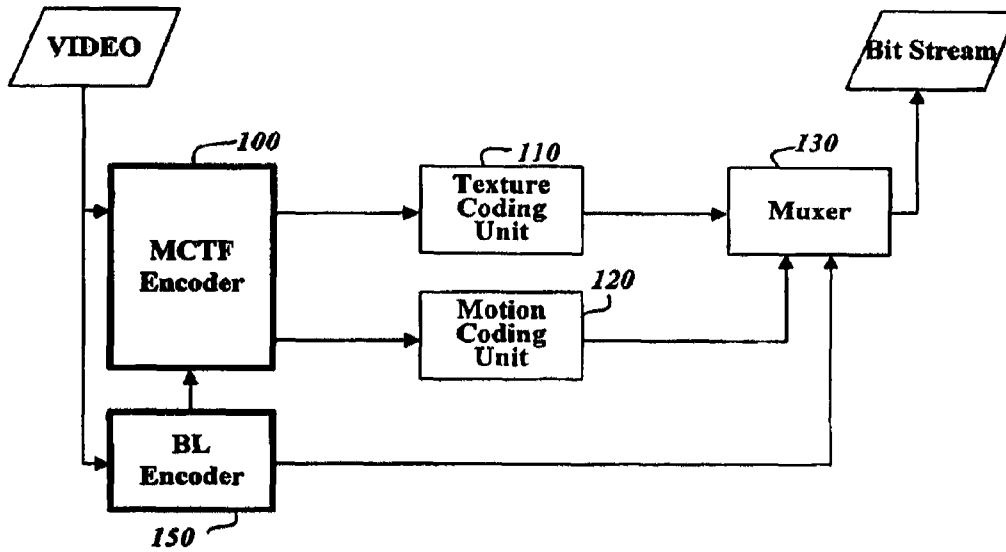 VIDEO
Bit Stream
100
110
130
MCTF
Encoder
Texture
Coding
Unit
Muxer
120
Motion
Coding
Unit
BL
Encoder
150